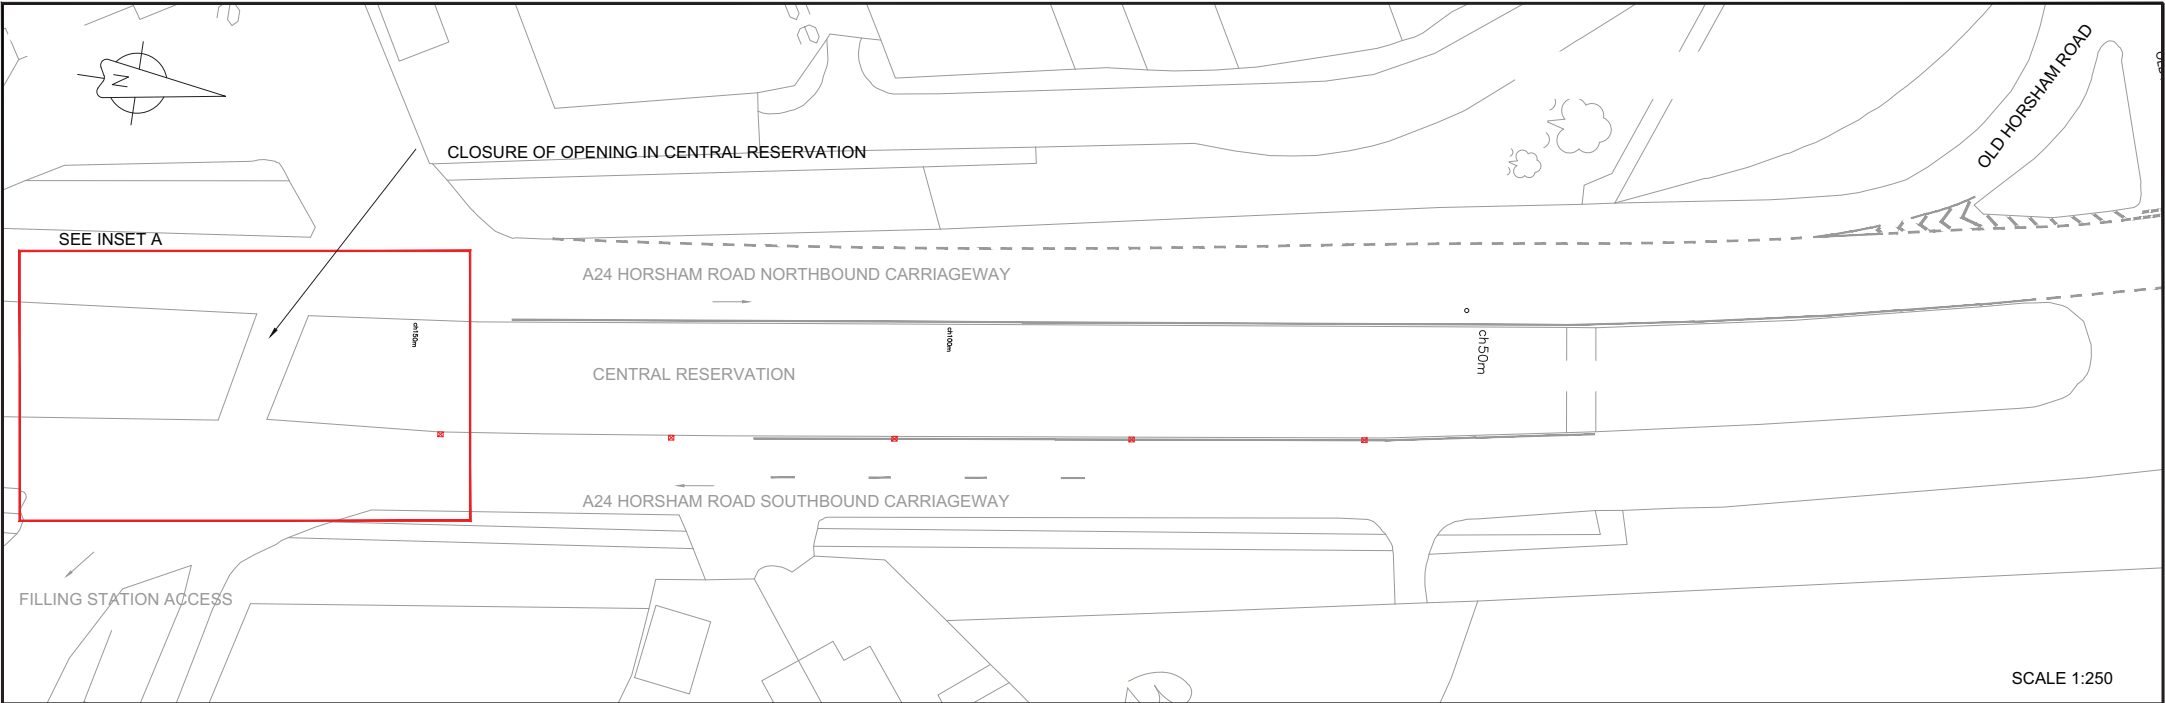 OLD HORSHAM ROAD
N
CLOSURE OF OPENING IN CENTRAL RESERVATION
SEE INSET A
A24 HORSHAM ROAD NORTHBOUND CARRIAGEWAY
ch150m
ch100m
ch50m
CENTRAL RESERVATION
A24 HORSHAM ROAD SOUTHBOUND CARRIAGEWAY
FILLING STATION ACCESS
SCALE 1:250